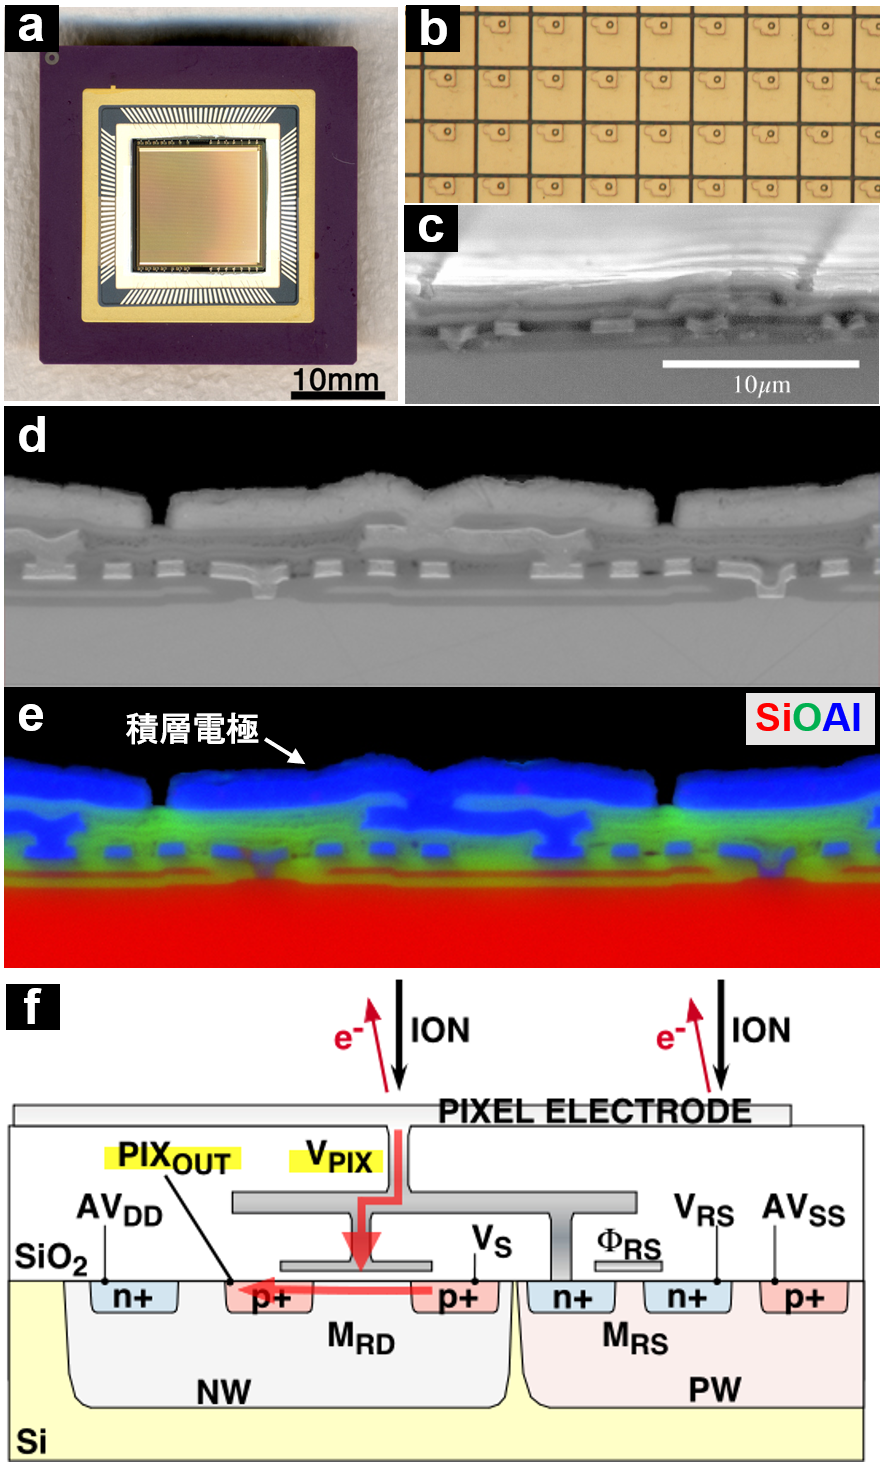 a
10mm
b
c
10μm
d
e
積層電極
SiOAl
f
e-
ION
e-
ION
PIXEL ELECTRODE
PIXOUT
VPIX
AVDD
VS
ΦRS
VRS
AVSS
SiO2
n+
p+
p+
n+
n+
p+
MRD
MRS
NW
PW
Si